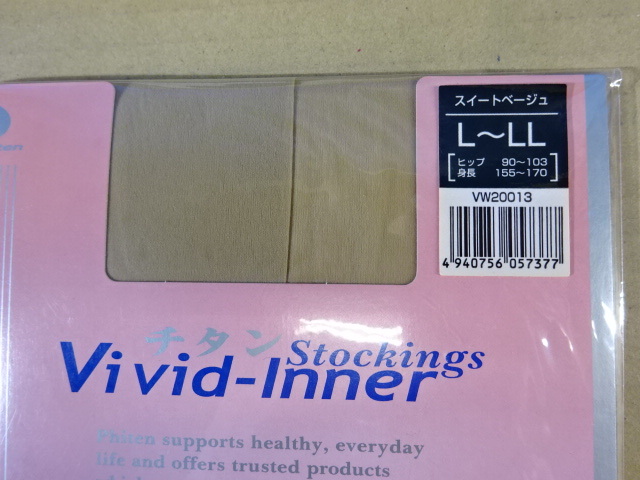 スイートベージュ
L～LL
ヒップ 90～103
身長 155～170
VW20013
4 940756 057377
チタン Stockings
Vivid-Inner
Phiten supports healthy, everyday
life and offers trusted products